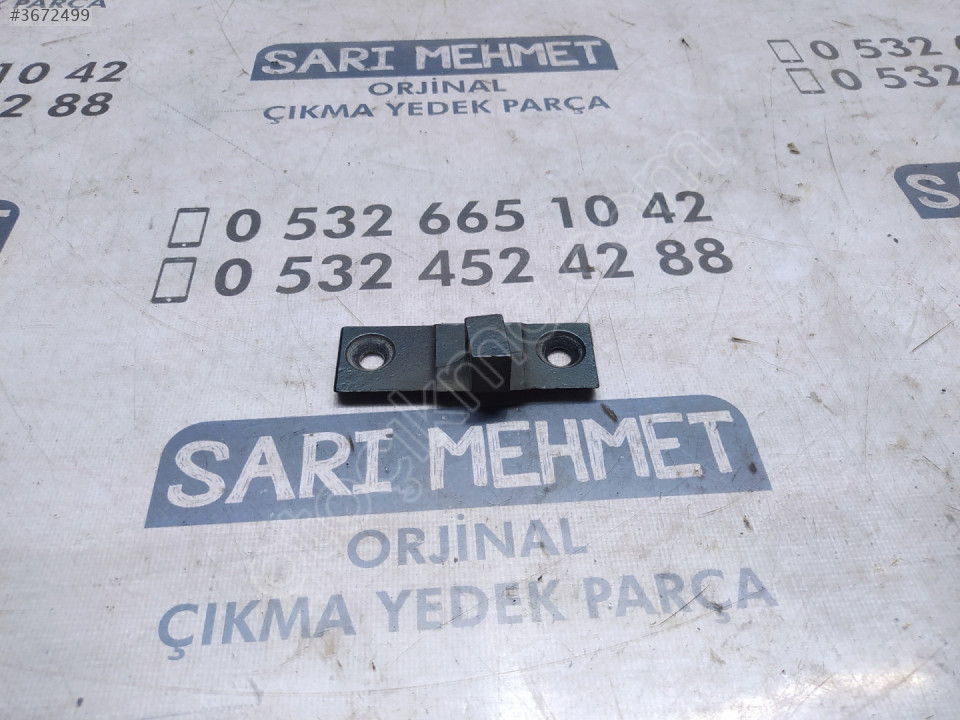 #3672499
PARÇA
10 42
2 88
SARI MEHMET
ORJİNAL
ÇIKMA YEDEK PARÇA
0 532 6
0 532
0 532 665 10 42
0 532 452 42 88
SARI MEHMET
ORJİNAL
ÇIKMA YEDEK PARÇA